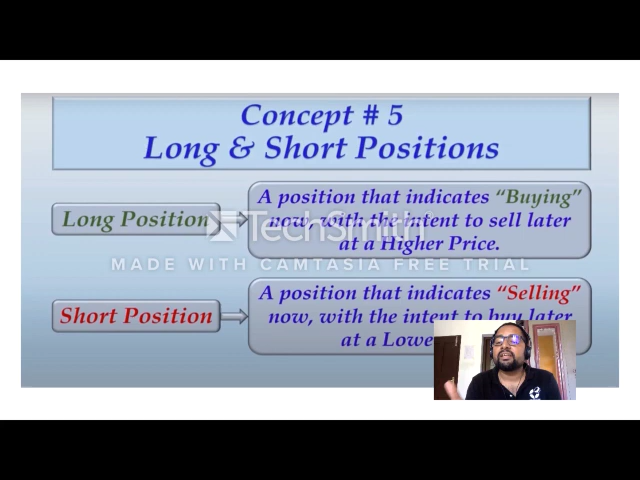 Concept # 5
Long & Short Positions
Long Position
A position that indicates “Buying”
now, with the intent to sell later
at a Higher Price.
TechSmith
MADE WITH CAMTASIA FREE TRIAL
Short Position
A position that indicates “Selling”
now, with the intent to buy later
at a